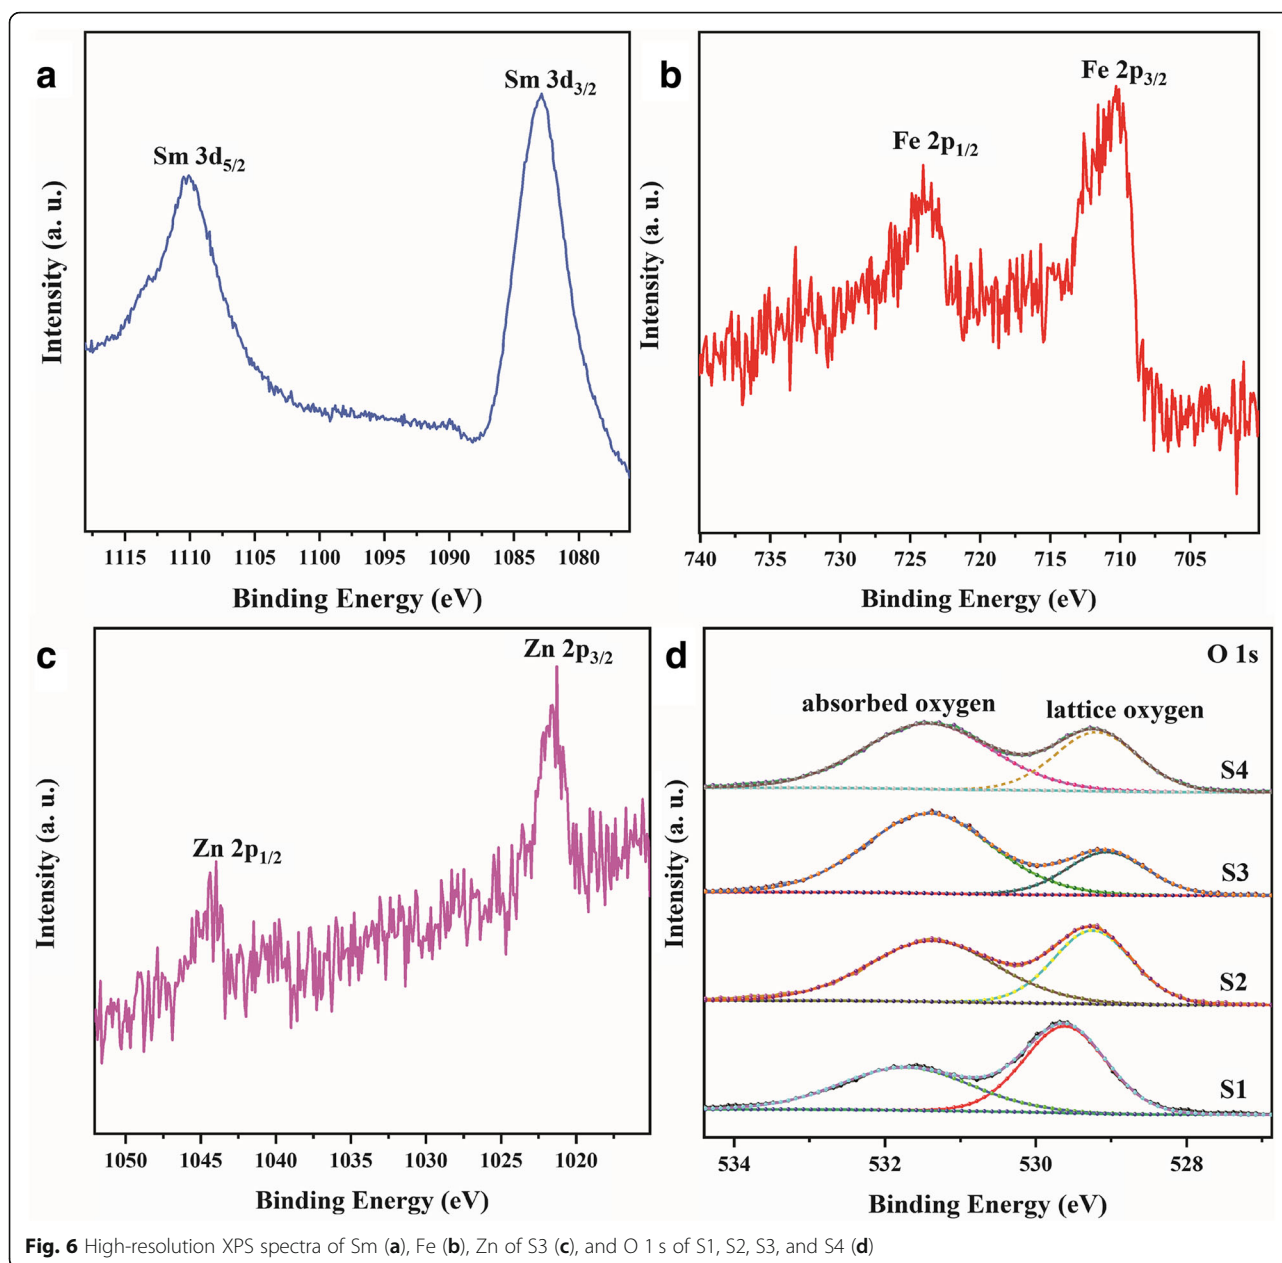 a
Sm 3d5/2
Sm 3d3/2
Intensity (a. u.)
1115 1110 1105 1100 1095 1090 1085 1080
Binding Energy (eV)
b
Fe 2p1/2
Fe 2p3/2
Intensity (a. u.)
740 735 730 725 720 715 710 705
Binding Energy (eV)
c
Zn 2p1/2
Zn 2p3/2
Intensity (a. u.)
1050 1045 1040 1035 1030 1025 1020
Binding Energy (eV)
d
O 1s
absorbed oxygen
lattice oxygen
S4
S3
S2
S1
Intensity (a. u.)
534 532 530 528
Binding Energy (eV)
Fig. 6 High-resolution XPS spectra of Sm (a), Fe (b), Zn of S3 (c), and O 1 s of S1, S2, S3, and S4 (d)